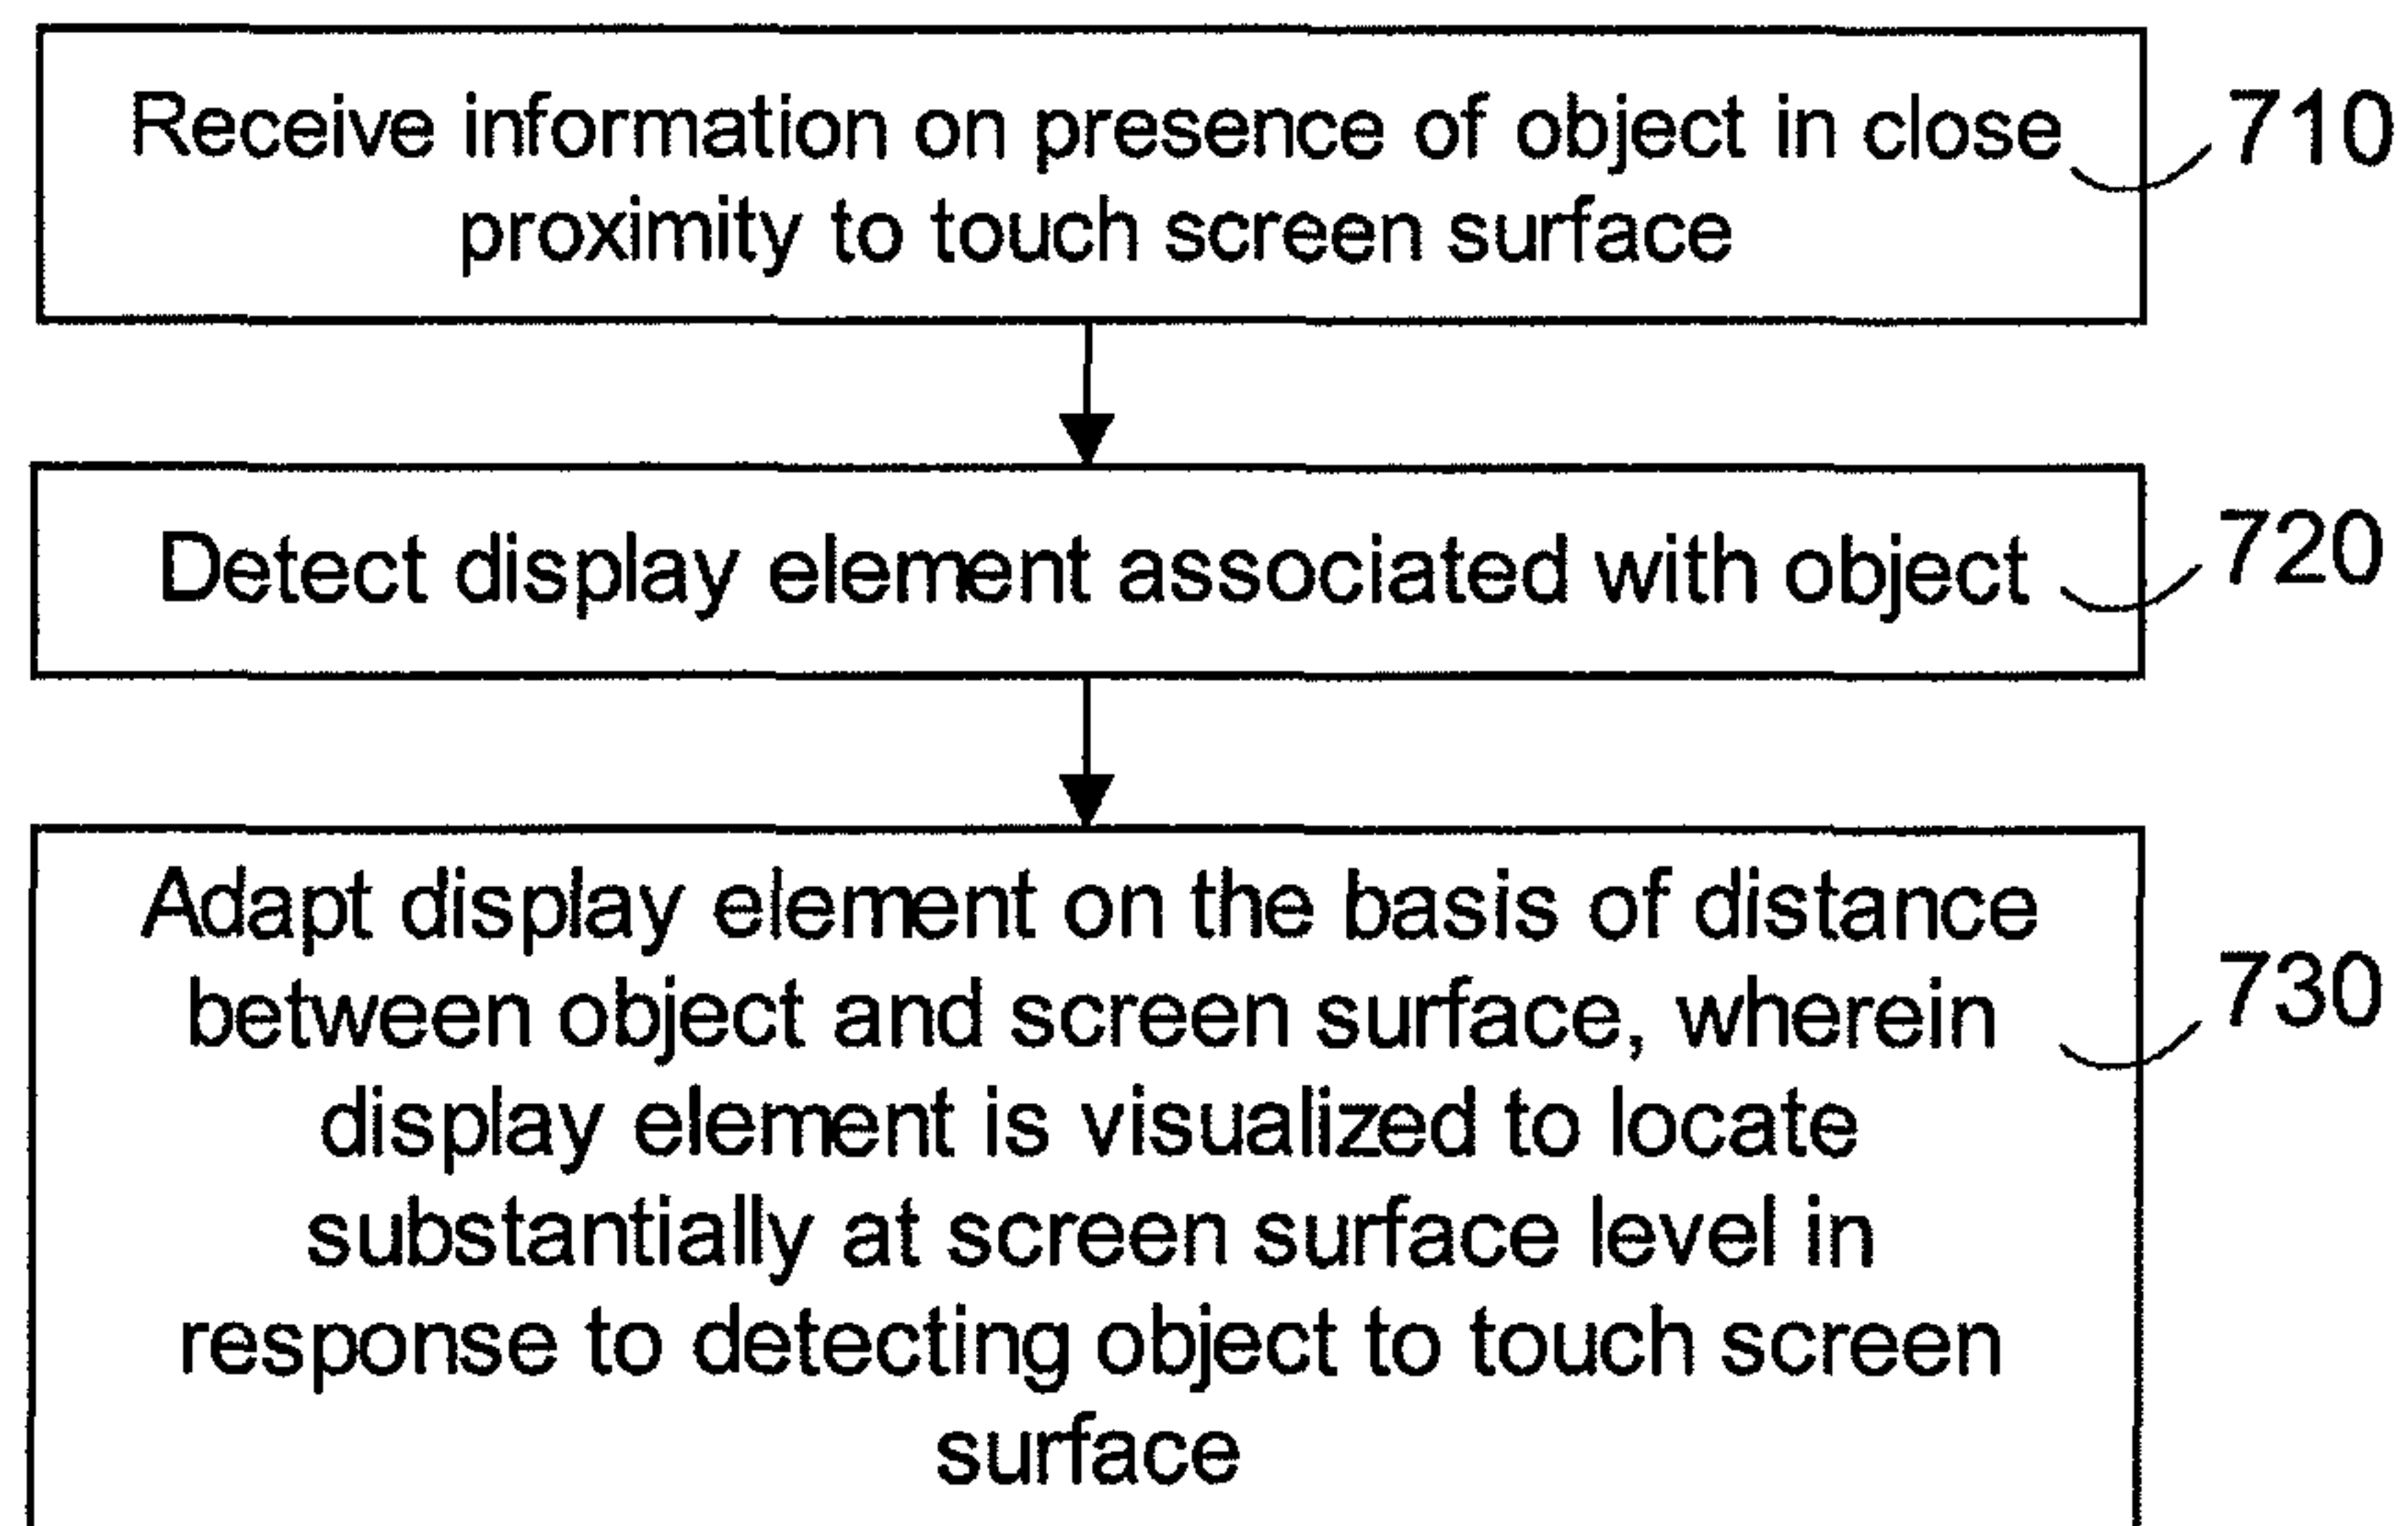 Receive information on presence of object in close
710
proximity to touch screen surface
Detect display element associated with object
720
Adapt display element on the basis of distance
between object and screen surface, wherein
730
display element is visualized to locate
substantially at screen surface level in
response to detecting object to touch screen
surface